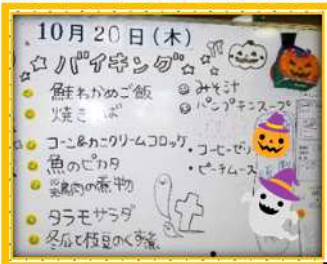 10月20日(木)
☆☆バイキング☆☆
鮭わかめご飯
焼きそば
コーン&カニクリームコロッケ
魚のピカタ
鶏肉の煮物
タラモサラダ
冬瓜と枝豆のくず煮
みそ汁
パンプキンスープ
・コーヒーゼリ
・ピーチムース